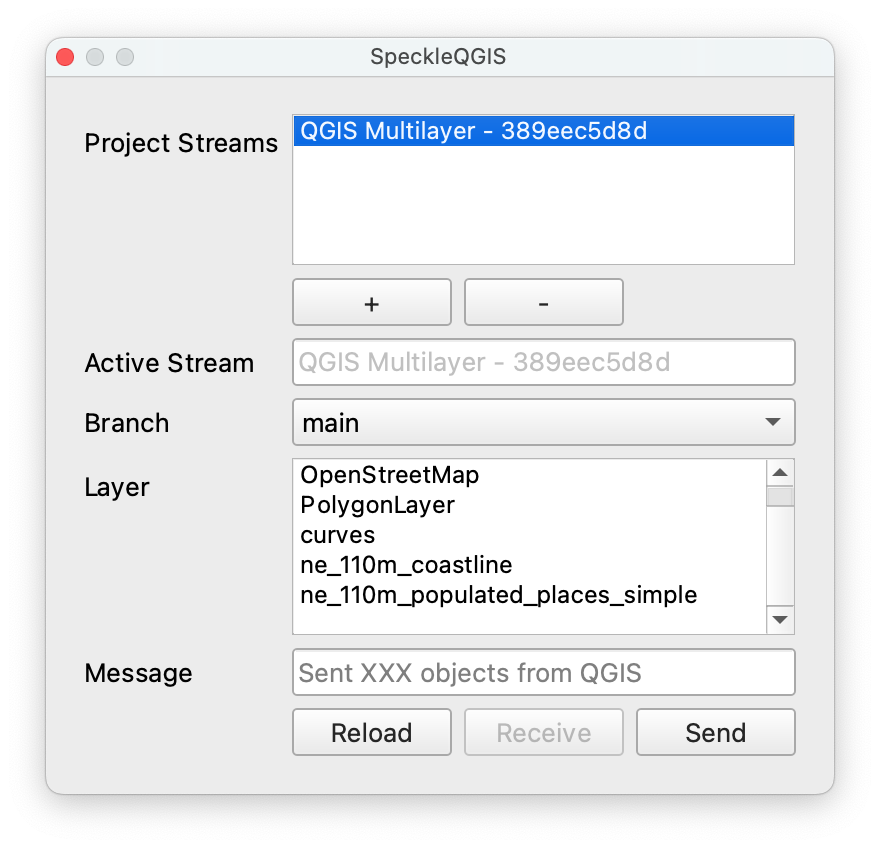 SpeckleQGIS
Project Streams
QGIS Multilayer - 389eec5d8d
+
-
Active Stream
QGIS Multilayer - 389eec5d8d
Branch
main
Layer
OpenStreetMap
PolygonLayer
curves
ne_110m_coastline
ne_110m_populated_places_simple
Message
Sent XXX objects from QGIS
Reload
Receive
Send